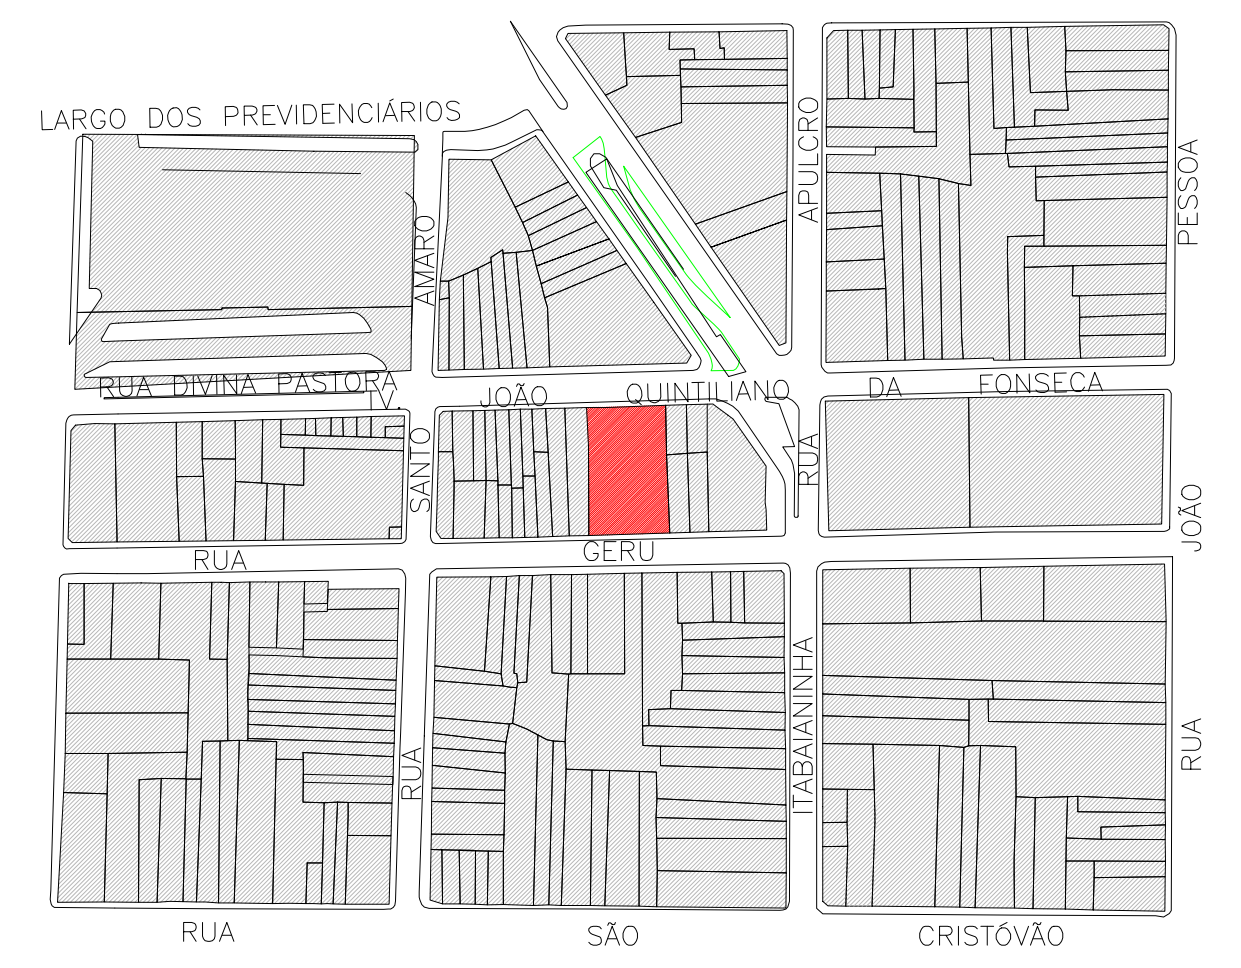 LARGO DOS PREVIDENCIÁRIOS
APULCRO
PESSOA
AMARO
RUA DIVINA PASTORA
TV.
JOÃO QUINTILIANO DA FONSECA
SANTO
RUA
JOÃO
RUA GERU
ITABAIANINHA
RUA
RUA
RUA SÃO CRISTÓVÃO